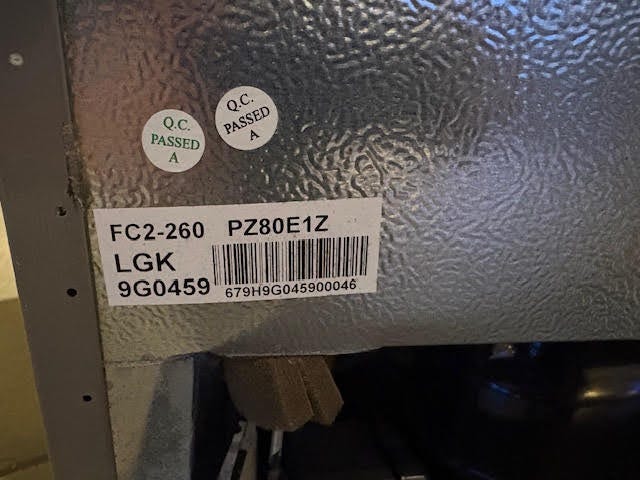 Q.C.
PASSED
A
Q.C.
PASSED
A
FC2-260 PZ80E1Z
LGK
9G0459
679H9G045900046